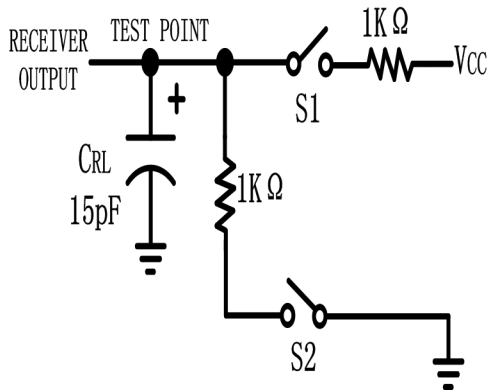 RECEIVER
OUTPUT
TEST POINT
1KΩ
VCC
S1
+
CRL
15pF
1KΩ
S2